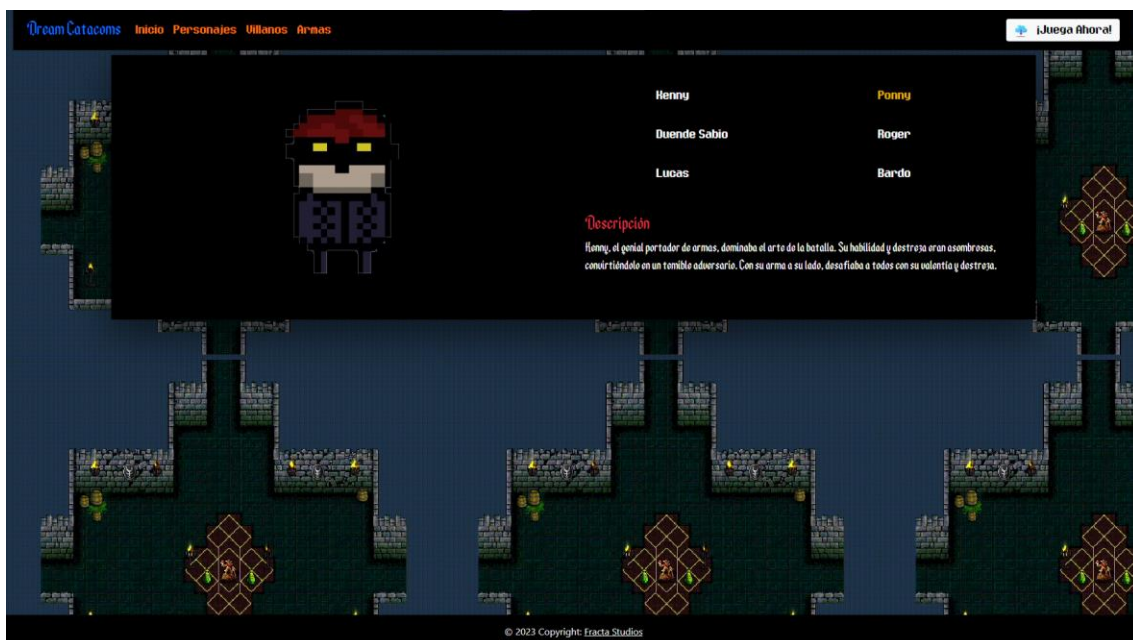 Dream Catacoms Inicio Personajes Villanos Armas ¡Juega Ahora!
Henny Ponny
Duende Sabio Roger
Lucas Bardo
Descripción
Henny, el genial portador de armas, dominaba el arte de la batalla. Su habilidad y destreza eran asombrosas,
convirtiéndolo en un temible adversario. Con su arma a su lado, desafiaba a todos con su valentía y destreza.
© 2023 Copyright: Fracta Studios